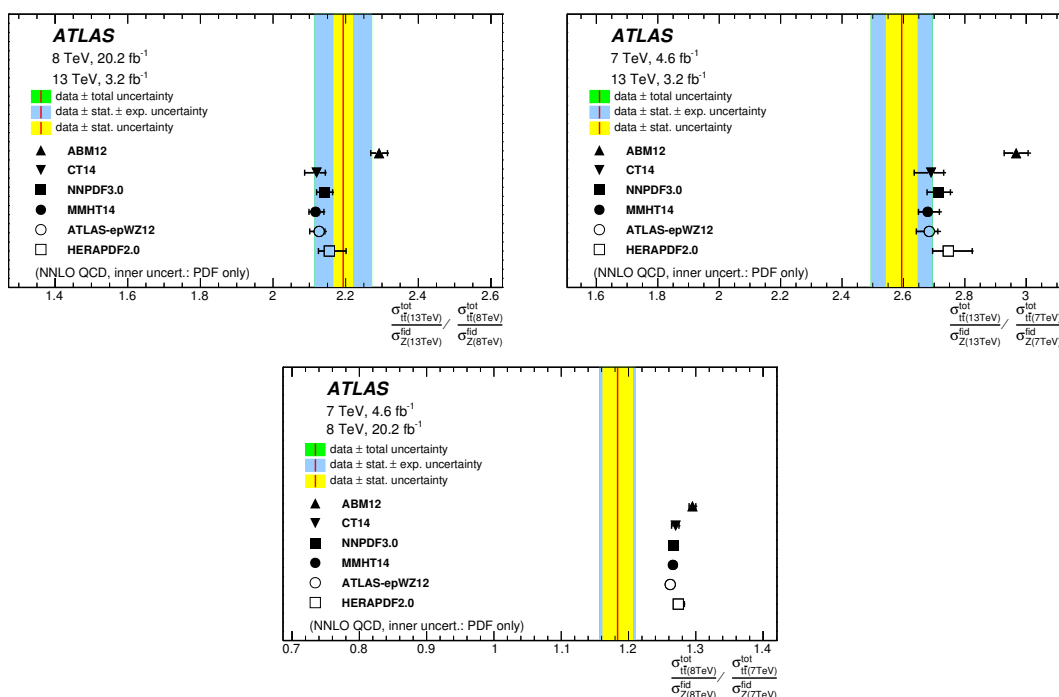 ATLAS
8 TeV, 20.2 fb⁻¹
13 TeV, 3.2 fb⁻¹
data ± total uncertainty
data ± stat. ± exp. uncertainty
data ± stat. uncertainty
ABM12
CT14
NNPDF3.0
MMHT14
ATLAS-epWZ12
HERAPDF2.0
(NNLO QCD, inner uncert.: PDF only)
1.4 1.6 1.8 2 2.2 2.4 2.6
σ^tot_tt̄(13TeV) / σ^tot_tt̄(8TeV)
σ^fid_Z(13TeV) σ^fid_Z(8TeV)
ATLAS
7 TeV, 4.6 fb⁻¹
13 TeV, 3.2 fb⁻¹
data ± total uncertainty
data ± stat. ± exp. uncertainty
data ± stat. uncertainty
ABM12
CT14
NNPDF3.0
MMHT14
ATLAS-epWZ12
HERAPDF2.0
(NNLO QCD, inner uncert.: PDF only)
1.6 1.8 2 2.2 2.4 2.6 2.8 3
σ^tot_tt̄(13TeV) / σ^tot_tt̄(7TeV)
σ^fid_Z(13TeV) σ^fid_Z(7TeV)
ATLAS
7 TeV, 4.6 fb⁻¹
8 TeV, 20.2 fb⁻¹
data ± total uncertainty
data ± stat. ± exp. uncertainty
data ± stat. uncertainty
ABM12
CT14
NNPDF3.0
MMHT14
ATLAS-epWZ12
HERAPDF2.0
(NNLO QCD, inner uncert.: PDF only)
0.7 0.8 0.9 1 1.1 1.2 1.3 1.4
σ^tot_tt̄(8TeV) / σ^tot_tt̄(7TeV)
σ^fid_Z(8TeV) σ^fid_Z(7TeV)